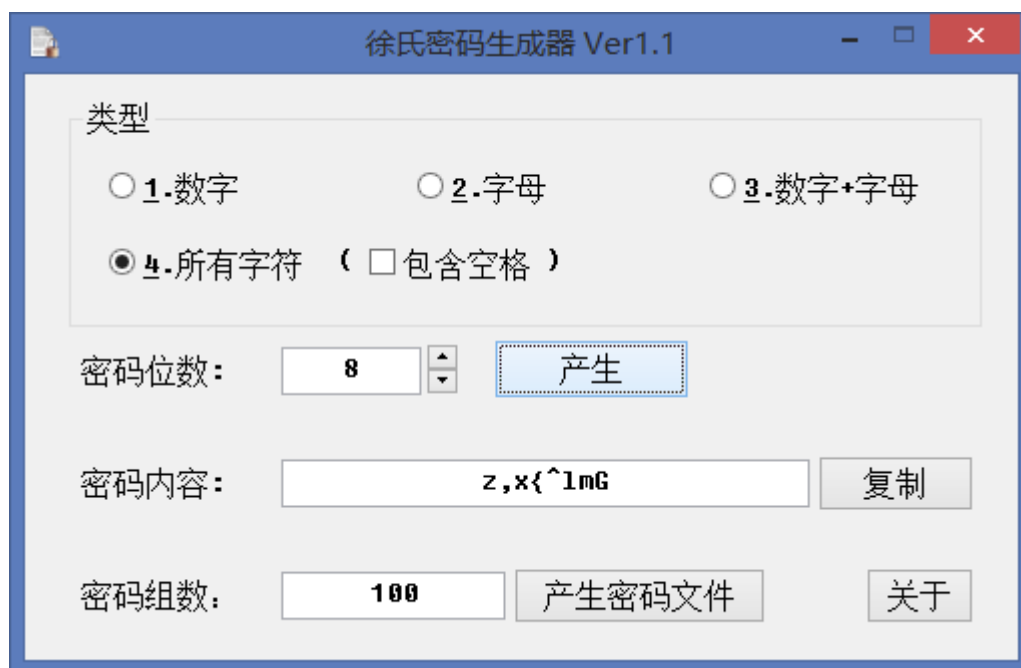 徐氏密码生成器 Ver1.1
类型
1.数字 2.字母 3.数字+字母
4.所有字符 ( 包含空格 )
密码位数: 8 产生
密码内容: z,x{^lmG 复制
密码组数: 100 产生密码文件 关于